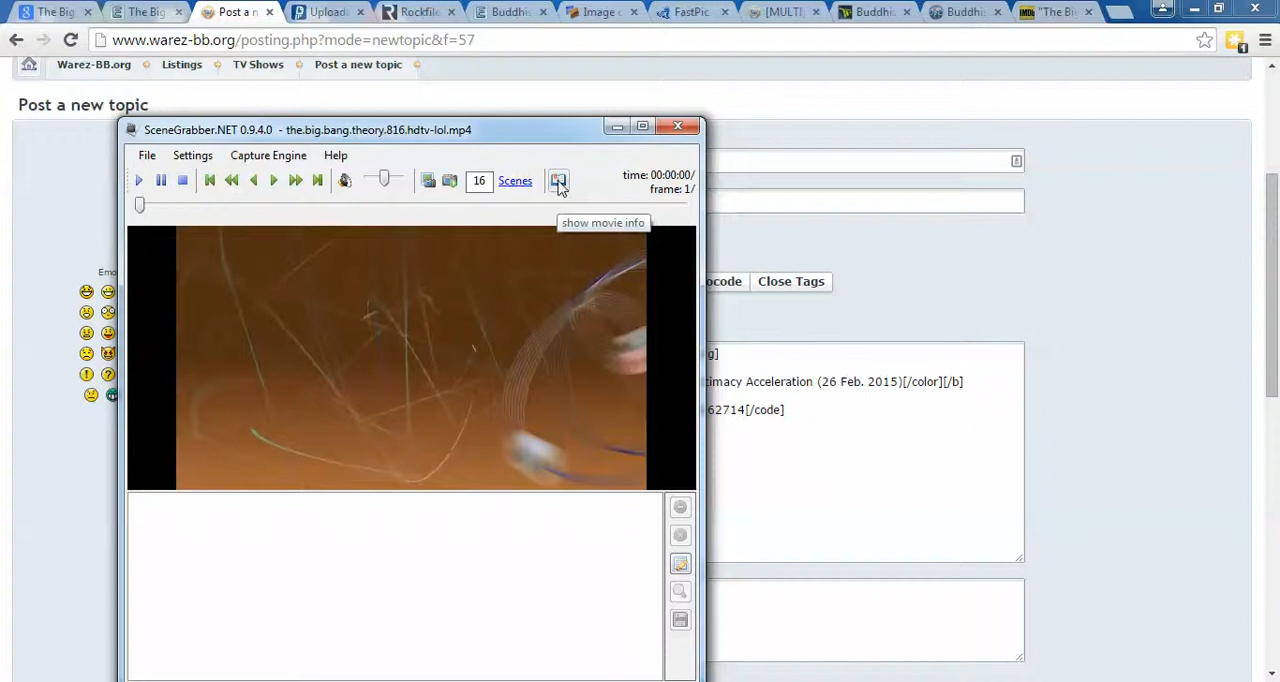 The Big
The Big
Post a n
Upload
Rockfile
Buddhis
Image c
FastPic
[MULTI
Buddhi
Buddhi
"The Bi
www.warez-bb.org/posting.php?mode=newtopic&f=57
Warez-BB.org
Listings
TV Shows
Post a new topic
Post a new topic
SceneGrabber.NET 0.9.4.0 - the.big.bang.theory.816.hdtv-lol.mp4
File Settings Capture Engine Help
16 Scenes
time: 00:00:00/
frame: 1/
show movie info
Emo
ocode
Close Tags
g]
timacy Acceleration (26 Feb. 2015)[/color][/b]
62714[/code]